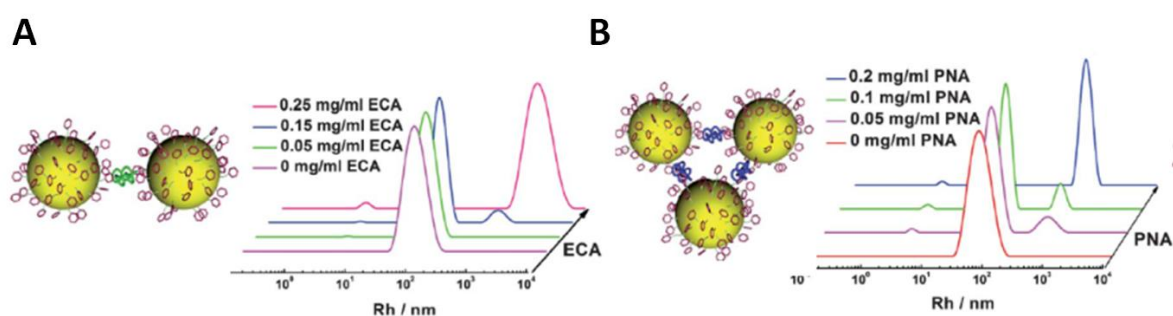 A
0.25 mg/ml ECA
0.15 mg/ml ECA
0.05 mg/ml ECA
0 mg/ml ECA
ECA
10⁰ 10¹ 10² 10³ 10⁴
Rh / nm
B
0.2 mg/ml PNA
0.1 mg/ml PNA
0.05 mg/ml PNA
0 mg/ml PNA
PNA
10⁰ 10¹ 10² 10³ 10⁴
Rh / nm